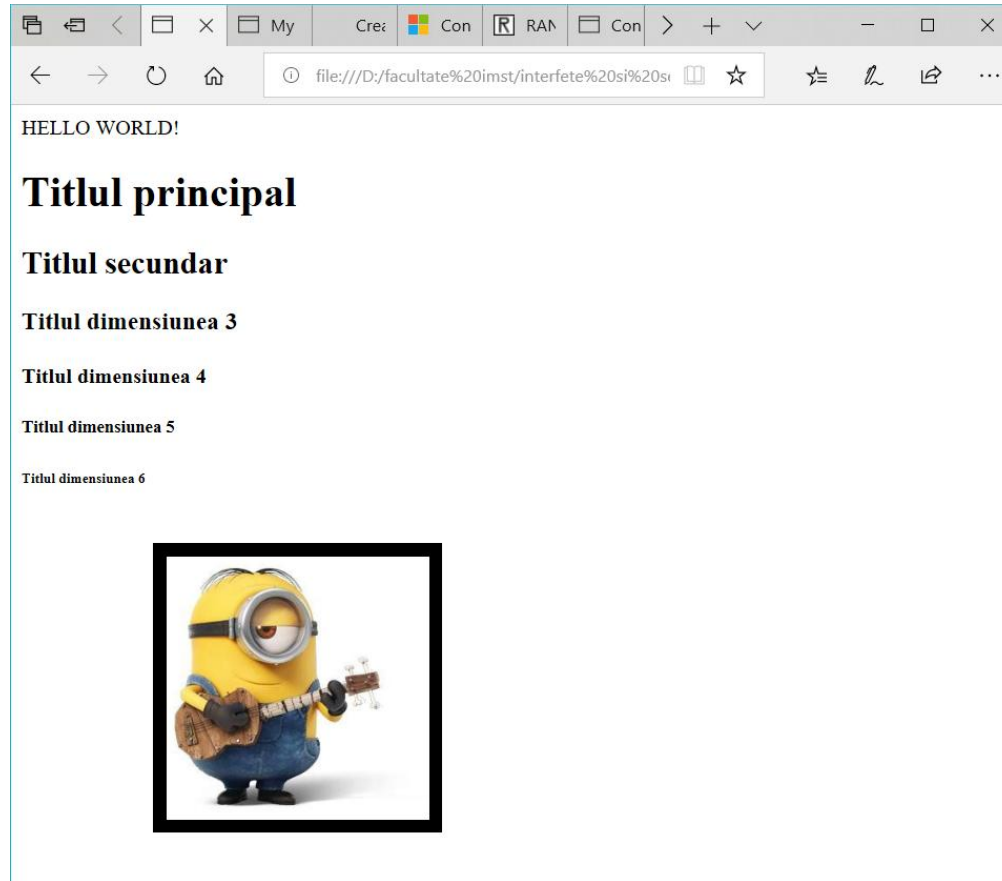 My
Crea
Con
RAN
Con
file:///D:/facultate%20imst/interfete%20si%20s
HELLO WORLD!
Titlul principal
Titlul secundar
Titlul dimensiunea 3
Titlul dimensiunea 4
Titlul dimensiunea 5
Titlul dimensiunea 6